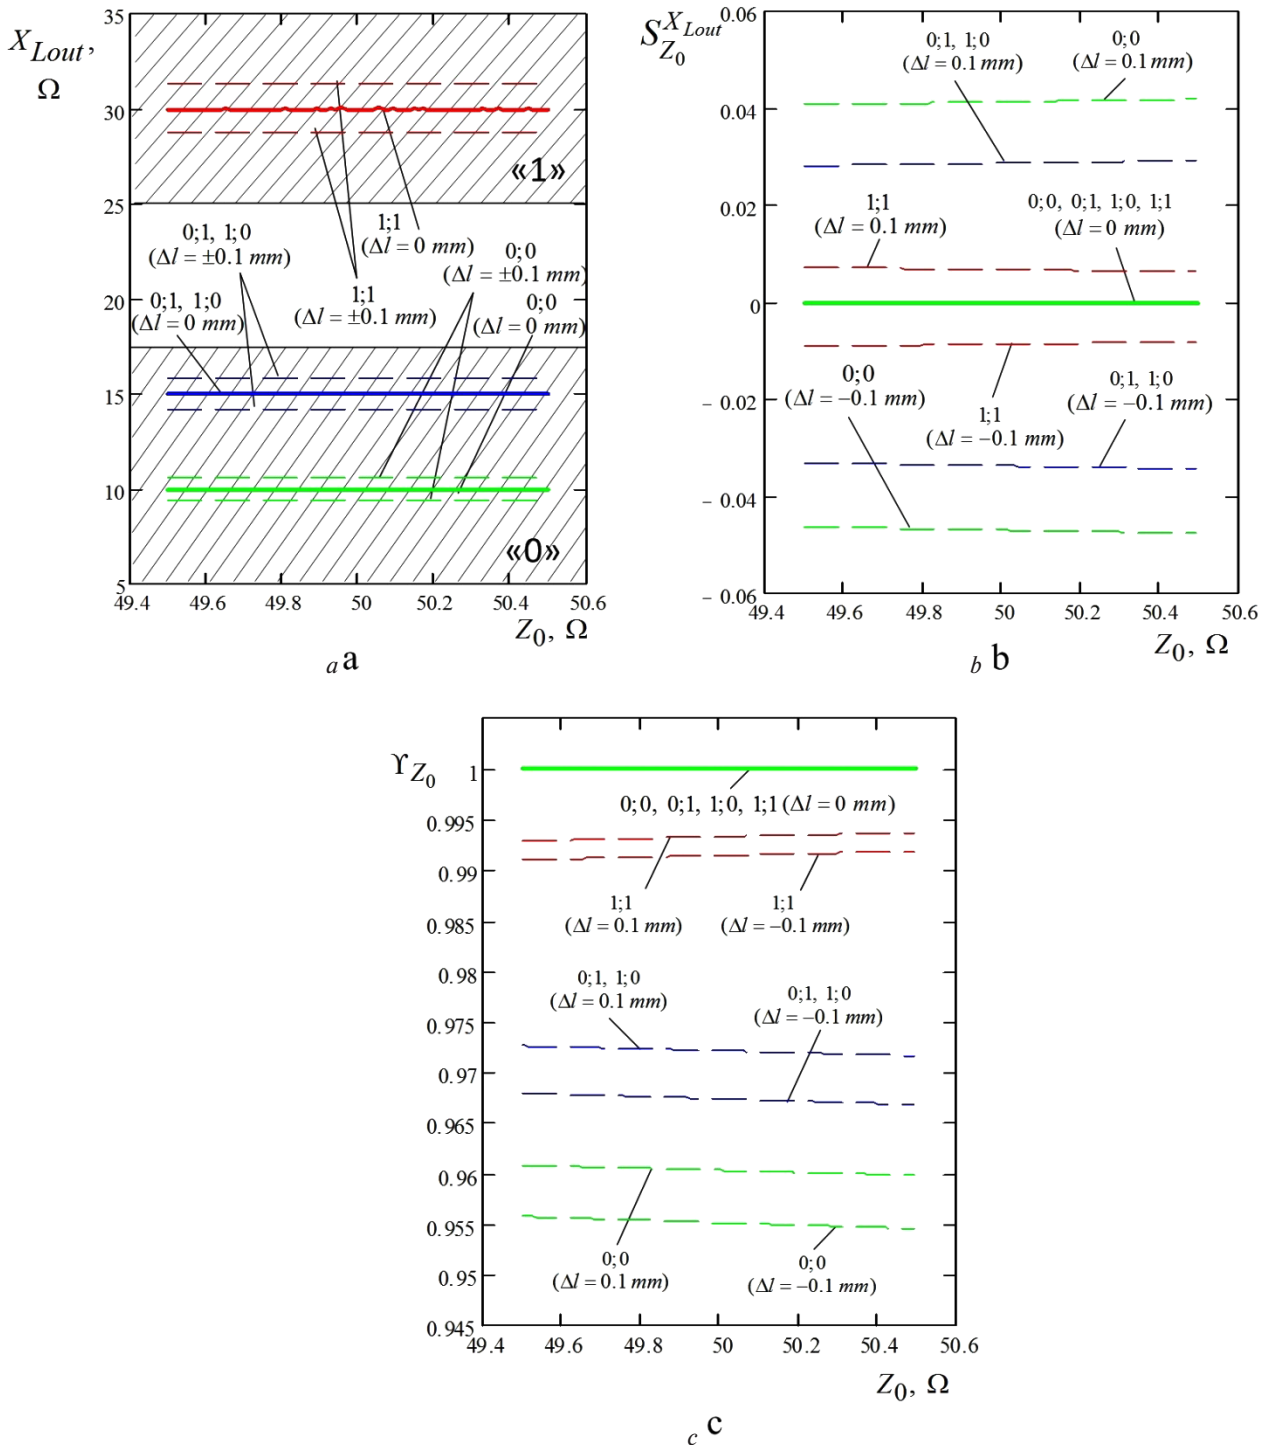 X_Lout,
Ω
35
30
25
20
15
10
5
«1»
0;1, 1;0
(Δl = ±0.1 mm)
1;1
(Δl = 0 mm)
0;0
(Δl = ±0.1 mm)
0;1, 1;0
(Δl = 0 mm)
1;1
(Δl = ±0.1 mm)
0;0
(Δl = 0 mm)
«0»
49.4 49.6 49.8 50 50.2 50.4 50.6
Z_0, Ω
a a
S_{Z_0}^{X_Lout}
0.06
0.04
0.02
0
− 0.02
− 0.04
− 0.06
0;1, 1;0
(Δl = 0.1 mm)
0;0
(Δl = 0.1 mm)
1;1
(Δl = 0.1 mm)
0;0, 0;1, 1;0, 1;1
(Δl = 0 mm)
0;0
(Δl = −0.1 mm)
1;1
(Δl = −0.1 mm)
0;1, 1;0
(Δl = −0.1 mm)
49.4 49.6 49.8 50 50.2 50.4 50.6
Z_0, Ω
b b
ϒ_{Z_0}
1
0.995
0.99
0.985
0.98
0.975
0.97
0.965
0.96
0.955
0.95
0.945
0;0, 0;1, 1;0, 1;1 (Δl = 0 mm)
1;1
(Δl = 0.1 mm)
1;1
(Δl = −0.1 mm)
0;1, 1;0
(Δl = 0.1 mm)
0;1, 1;0
(Δl = −0.1 mm)
0;0
(Δl = 0.1 mm)
0;0
(Δl = −0.1 mm)
49.4 49.6 49.8 50 50.2 50.4 50.6
Z_0, Ω
c c